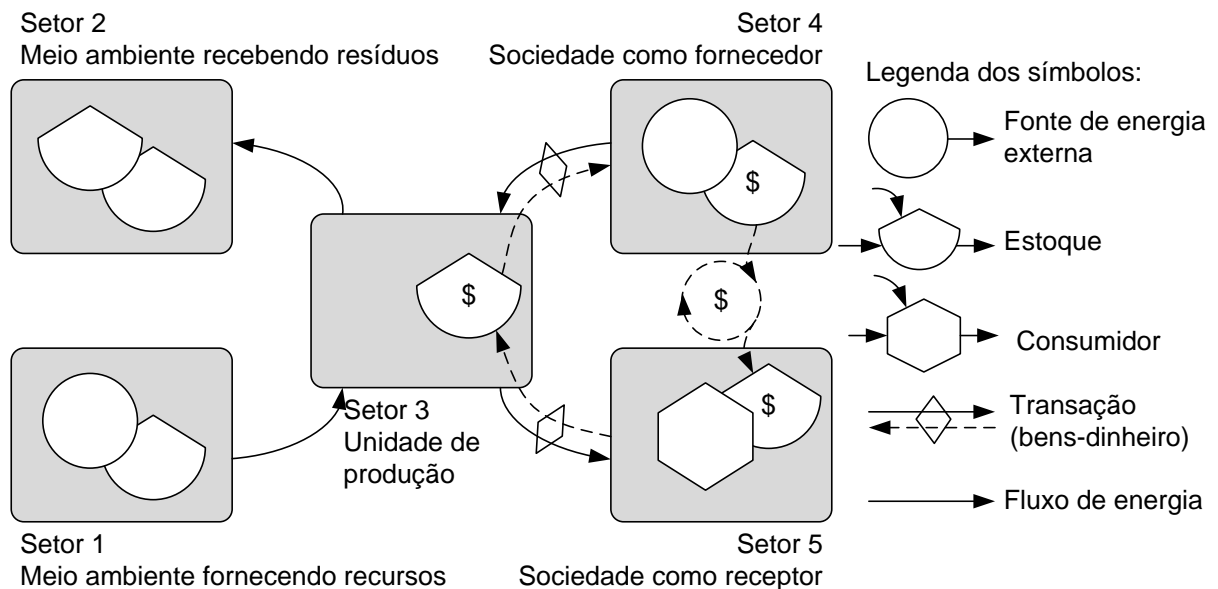 Setor 2
Meio ambiente recebendo resíduos
Setor 4
Sociedade como fornecedor
Legenda dos símbolos:
Fonte de energia
externa
$
Estoque
$
$
Consumidor
Setor 3
Unidade de
produção
$
Transação
(bens-dinheiro)
Fluxo de energia
Setor 1
Meio ambiente fornecendo recursos
Setor 5
Sociedade como receptor